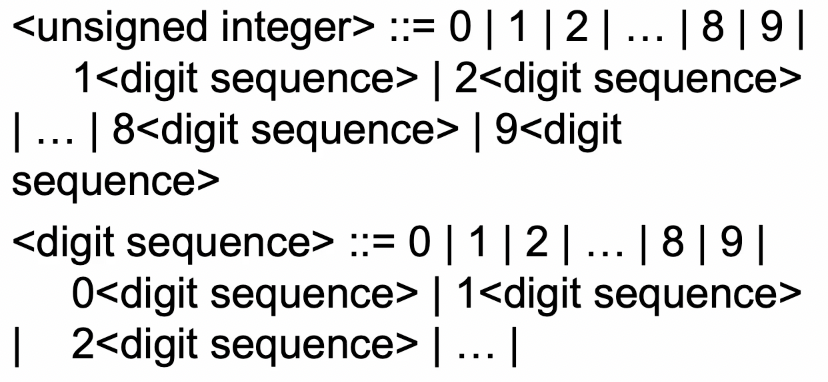 <unsigned integer> ::= 0 | 1 | 2 | … | 8 | 9 |
1<digit sequence> | 2<digit sequence>
| … | 8<digit sequence> | 9<digit
sequence>
<digit sequence> ::= 0 | 1 | 2 | … | 8 | 9 |
0<digit sequence> | 1<digit sequence>
| 2<digit sequence> | … |